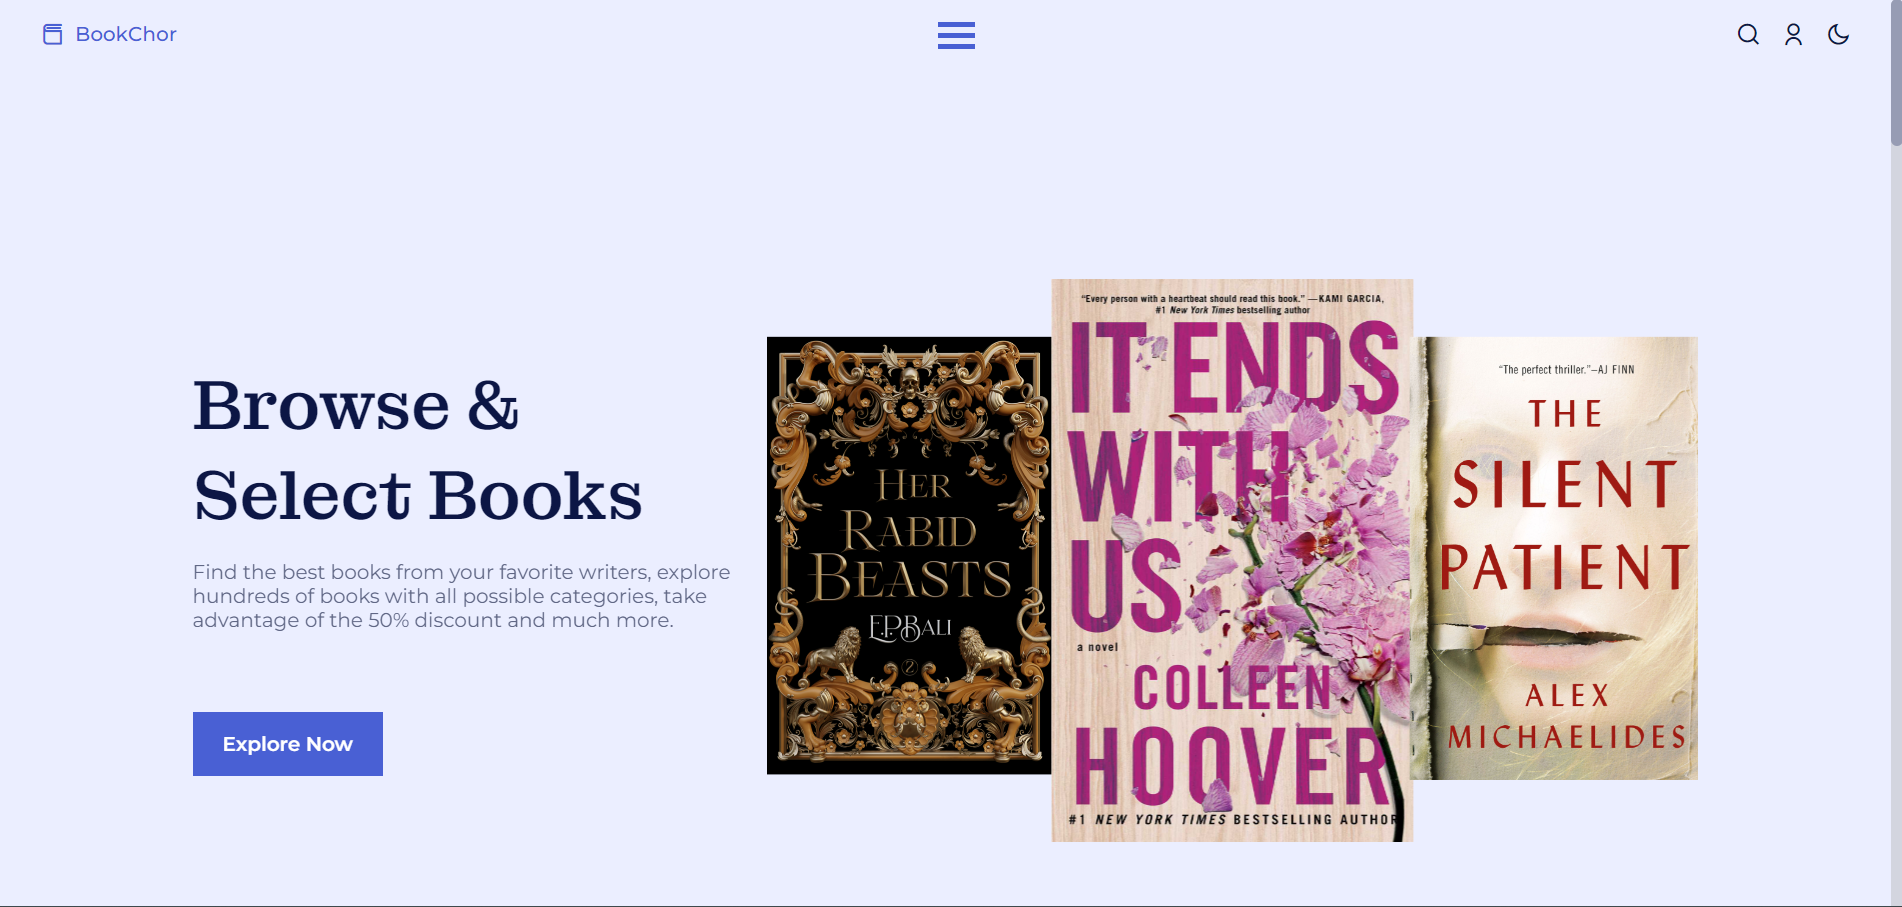 BookChor
Browse &
Select Books
Find the best books from your favorite writers, explore
hundreds of books with all possible categories, take
advantage of the 50% discount and much more.
Explore Now
HER
RABID
BEASTS
E.P. BALI
2
“Every person with a heartbeat should read this book.” —KAMI GARCIA,
#1 New York Times bestselling author
IT ENDS
WITH
US
a novel
COLLEEN
HOOVER
#1 NEW YORK TIMES BESTSELLING AUTHOR
“The perfect thriller.”—AJ FINN
THE
SILENT
PATIENT
ALEX
MICHAELIDES